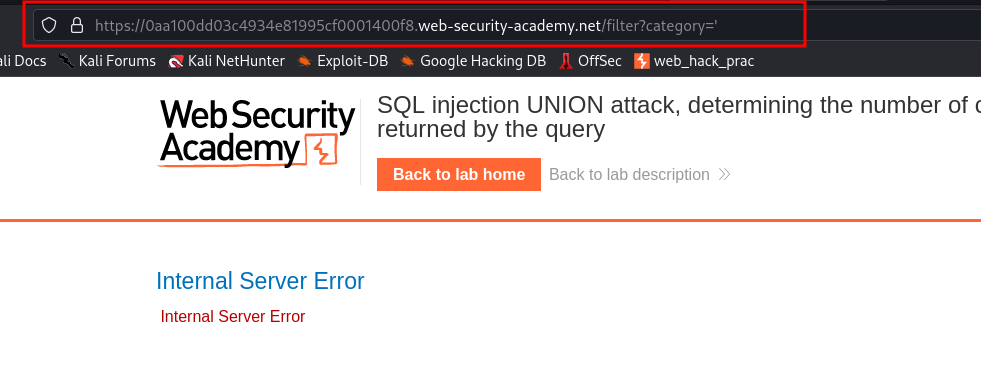 https://0aa100dd03c4934e81995cf0001400f8.web-security-academy.net/filter?category='
ali Docs Kali Forums Kali NetHunter Exploit-DB Google Hacking DB OffSec web_hack_prac
WebSecurity
Academy
SQL injection UNION attack, determining the number of c
returned by the query
Back to lab home Back to lab description
Internal Server Error
Internal Server Error